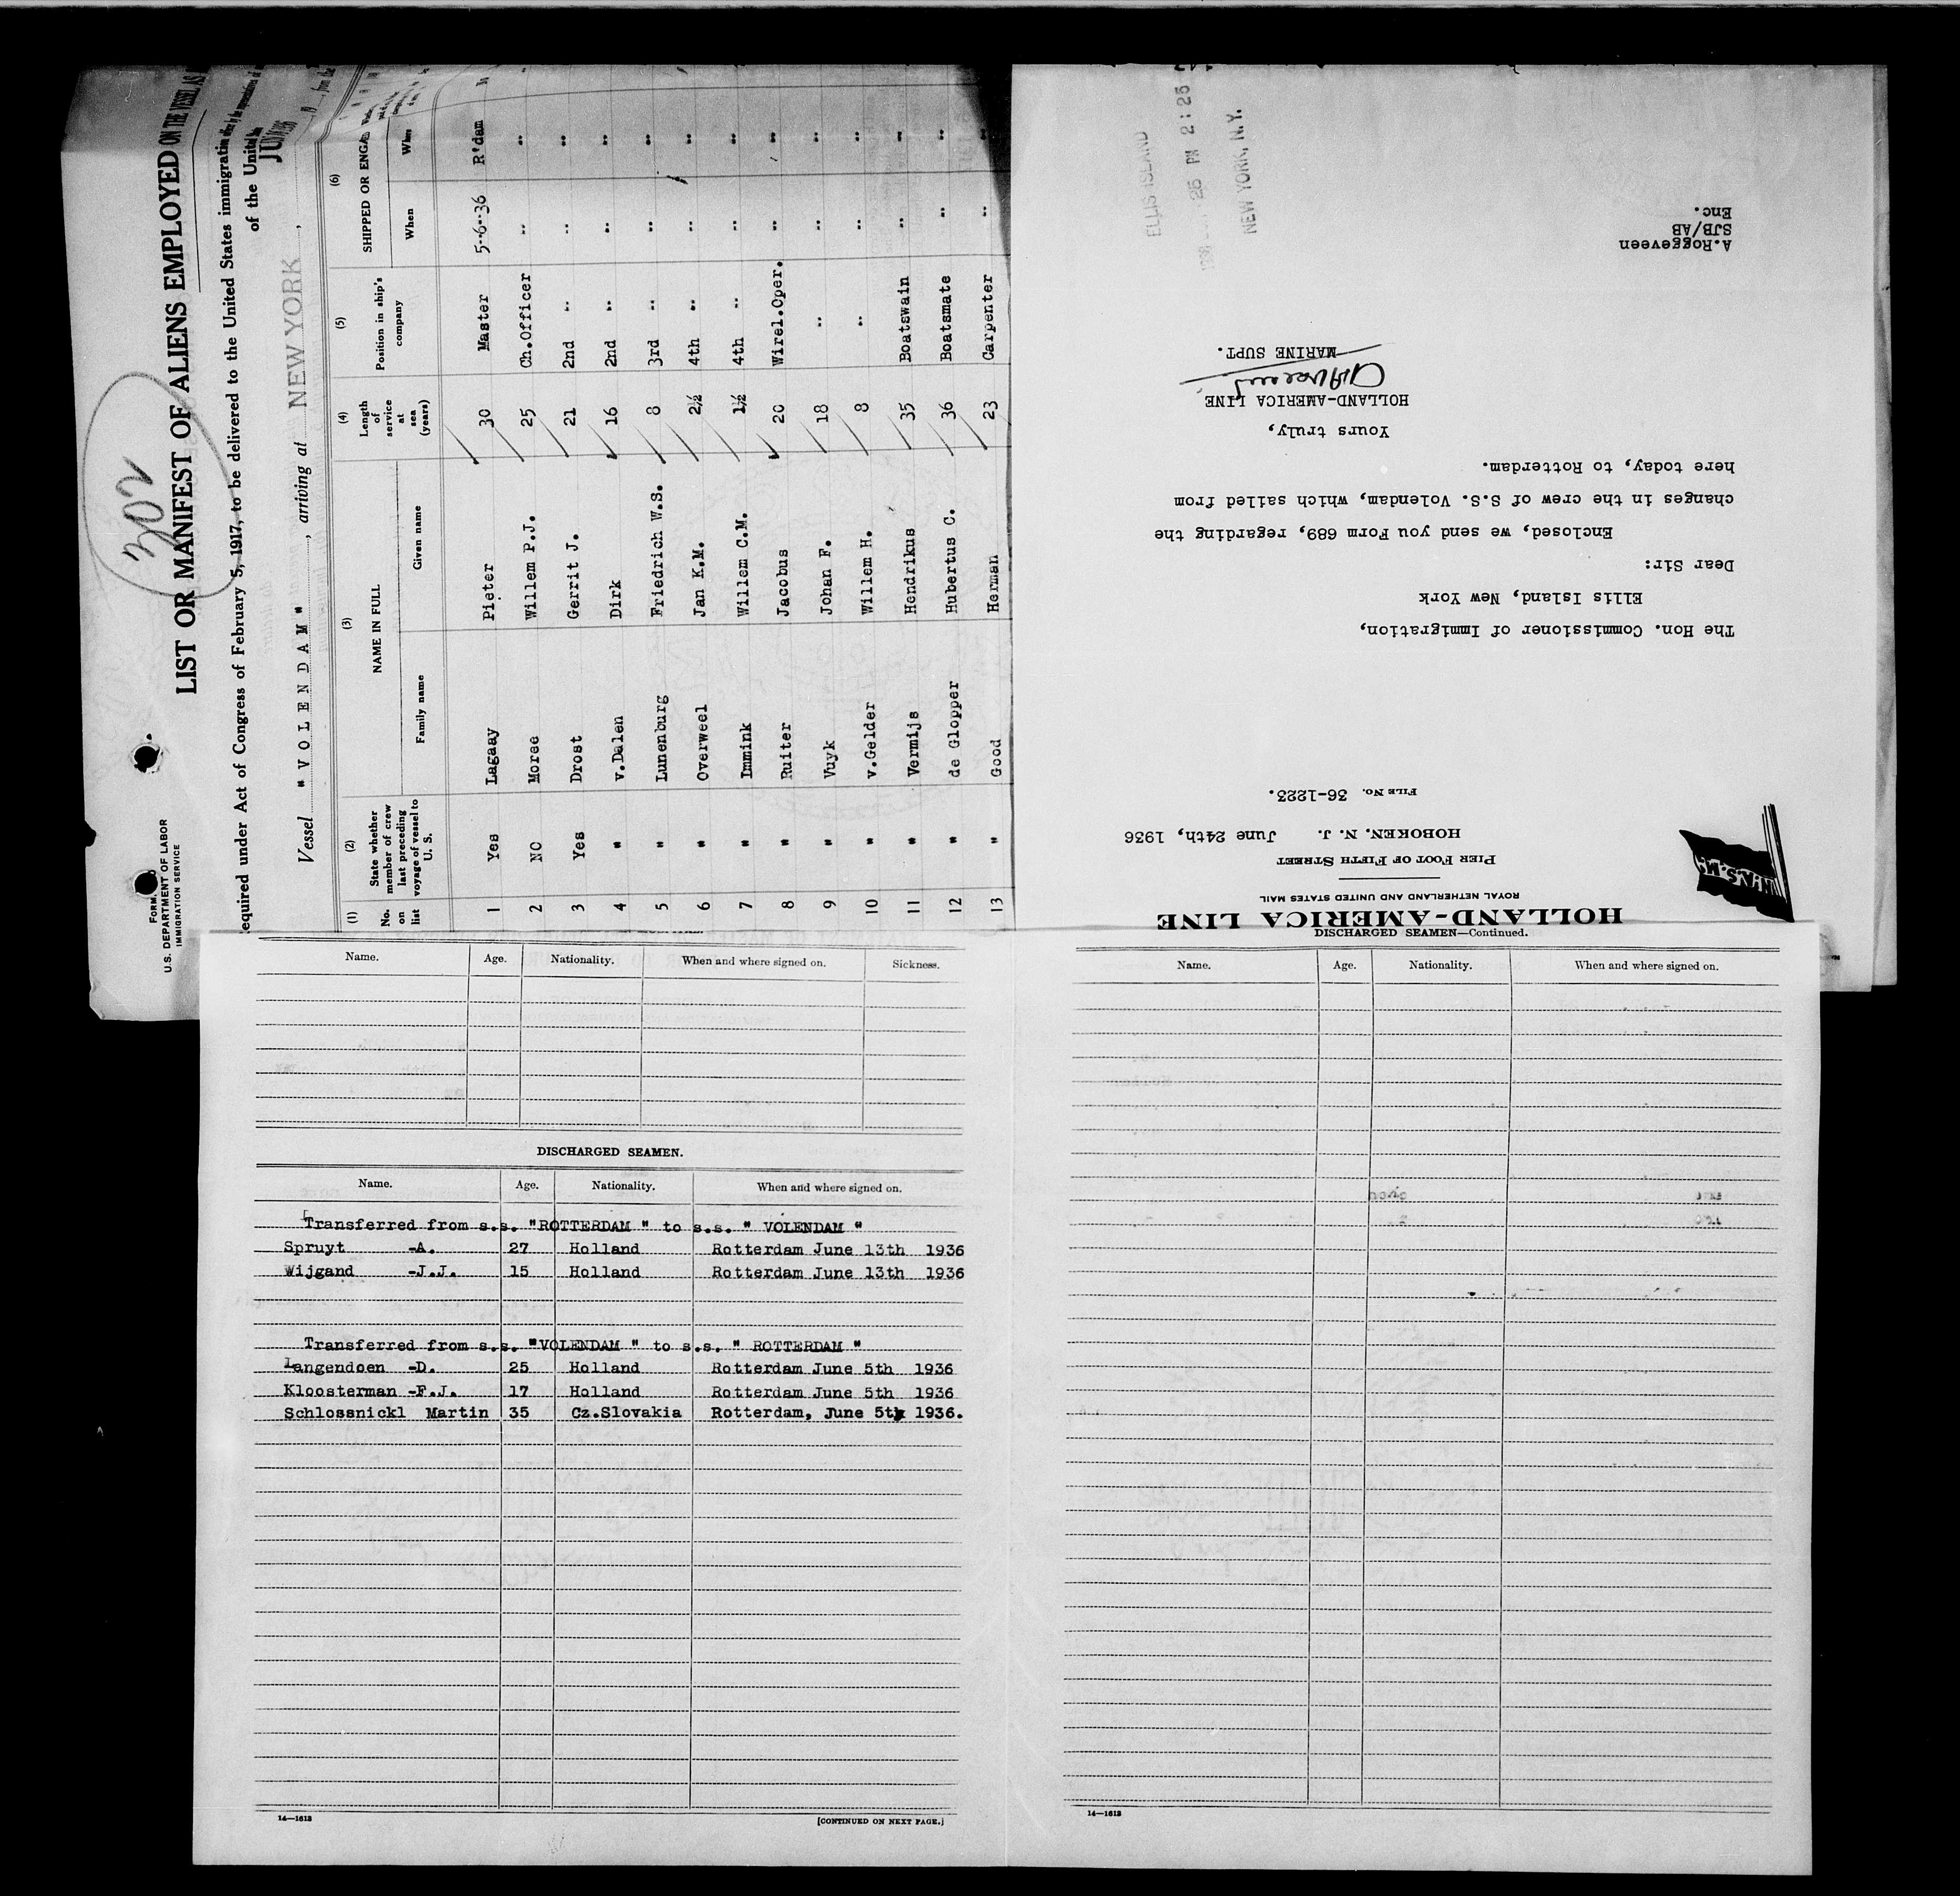 302
FORM
U.S. DEPARTMENT OF LABOR
IMMIGRATION SERVICE
LIST OR MANIFEST OF ALIENS EMPLOYED ON THE VESSEL AS
equired under Act of Congress of February 5, 1917, to be delivered to the United States immigrati
of the United
Vessel "VOLENDAM", arriving at NEW YORK,
(1) (2) (3) (4) (5) (6)
No. on list
State whether member of crew last preceding voyage of vessel to U. S.
NAME IN FULL
Family name Given name
Length of service at sea (years)
Position in ship's company
SHIPPED OR ENGAG
When
1 Yes Lagaay Pieter 30 Master 5-6-36 R'dam
2 NO Moree Willem P.J. 25 Ch.Officer " "
3 Yes Drost Gerrit J. 21 2nd " " "
4 " v.Dalen Dirk 16 2nd " " "
5 " Lunenburg Friedrich W.S. 8 3rd " " "
6 " Overweel Jan K.M. 2½ 4th " " "
7 " Immink Willem C.M. 1½ 4th " " "
8 " Ruiter Jacobus 20 Wirel.Oper. " "
9 " Vuyk Johan F. 18 " " "
10 " v.Gelder Willem H. 8 " " "
11 " Vermijs Hendrikus 35 Boatswain " "
12 " de Glopper Hubertus C. 36 Boatsmate " "
13 " Good Herman 23 Carpenter " "
HOLLAND-AMERICA LINE
ROYAL NETHERLAND AND UNITED STATES MAIL
N.A.S.M.
PIER FOOT OF FIFTH STREET
HOBOKEN, N. J. June 24th, 1936
FILE NO. 36-1223.
The Hon. Commissioner of Immigration,
Ellis Island, New York
Dear Sir:
Enclosed, we send you Form 689, regarding the
changes in the crew of S.S. Volendam, which sailed from
here today, to Rotterdam.
Yours truly,
HOLLAND-AMERICA LINE
MARINE SUPT.
A.Roggeveen
SJB/AB
Enc.
ELLIS ISLAND
25 PM 2:26
NEW YORK, N.Y.
Name. Age. Nationality. When and where signed on. Sickness.
DISCHARGED SEAMEN.
Name. Age. Nationality. When and where signed on.
Transferred from s.s. "ROTTERDAM " to s.s. " VOLENDAM "
Spruyt -A. 27 Holland Rotterdam June 13th 1936
Wijgand -J.J. 15 Holland Rotterdam June 13th 1936
Transferred from s.s. "VOLENDAM " to s.s. " ROTTERDAM "
Langendoen -D. 25 Holland Rotterdam June 5th 1936
Kloosterman -F.J. 17 Holland Rotterdam June 5th 1936
Schlossnickl Martin 35 Cz.Slovakia Rotterdam, June 5th 1936.
14—1613
[CONTINUED ON NEXT PAGE.]
DISCHARGED SEAMEN—Continued.
Name. Age. Nationality. When and where signed on.
14—1613